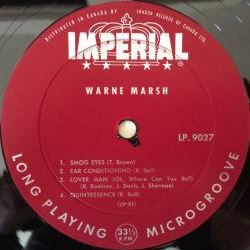 DISTRIBUTED IN CANADA BY LONDON RECORDS OF CANADA LTD.
IMPERIAL
WARNE MARSH
LP. 9027
1. SMOG EYES (T. Brown)
2. EAR CONDITIONING (R. Ball)
3. LOVER MAN (Oh, Where Can You Be?)
(R. Ramirez, J. Davis, J. Sherman)
4. QUINTESSENCE (R. Ball)
LONG PLAYING
33⅓
R.P.M.
MICROGROOVE